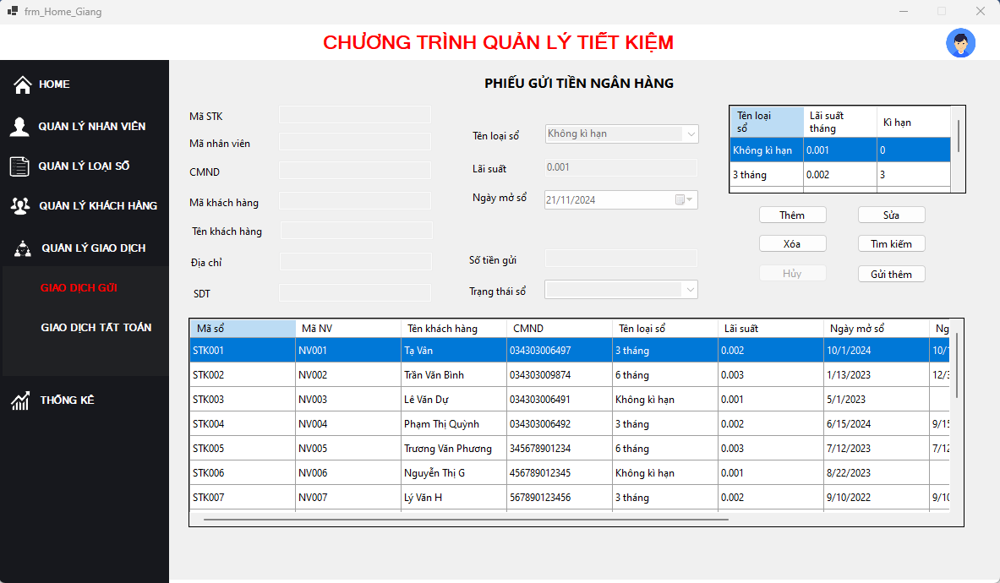 frm_Home_Giang
CHƯƠNG TRÌNH QUẢN LÝ TIẾT KIỆM
HOME
QUẢN LÝ NHÂN VIÊN
QUẢN LÝ LOẠI SỔ
QUẢN LÝ KHÁCH HÀNG
QUẢN LÝ GIAO DỊCH
GIAO DỊCH GỬI
GIAO DỊCH TẤT TOÁN
THỐNG KÊ
PHIẾU GỬI TIỀN NGÂN HÀNG
Mã STK
Mã nhân viên
CMND
Mã khách hàng
Tên khách hàng
Địa chỉ
SDT
Tên loại sổ Không kì hạn
Lãi suất 0.001
Ngày mở sổ 21/11/2024
Số tiền gửi
Trạng thái sổ
Tên loại sổ Lãi suất tháng Kì hạn
Không kì hạn 0.001 0
3 tháng 0.002 3
Thêm Sửa
Xóa Tìm kiếm
Hủy Gửi thêm
Mã sổ Mã NV Tên khách hàng CMND Tên loại sổ Lãi suất Ngày mở sổ Ng
STK001 NV001 Tạ Vân 034303006497 3 tháng 0.002 10/1/2024 10/1
STK002 NV002 Trần Văn Bình 034303009874 6 tháng 0.003 1/13/2023 12/3
STK003 NV003 Lê Văn Dự 034303006491 Không kì hạn 0.001 5/1/2023
STK004 NV004 Phạm Thị Quỳnh 034303006492 3 tháng 0.002 6/15/2024 9/15
STK005 NV005 Trương Văn Phương 345678901234 6 tháng 0.003 7/12/2023 7/12
STK006 NV006 Nguyễn Thị G 456789012345 Không kì hạn 0.001 8/22/2023
STK007 NV007 Lý Văn H 567890123456 3 tháng 0.002 9/10/2022 9/10